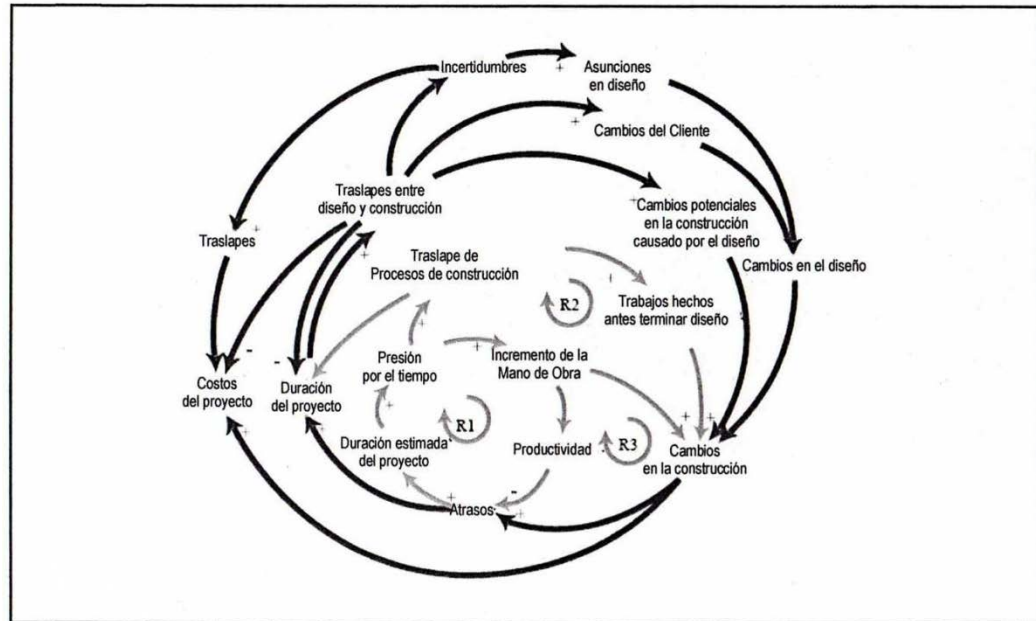 Incertidumbres
Asunciones
en diseño
Cambios del Cliente
Traslapes entre
diseño y construcción
Cambios potenciales
en la construcción
causado por el diseño
Traslapes
Cambios en el diseño
Traslape de
Procesos de construcción
R2
Trabajos hechos
antes terminar diseño
Presión
por el tiempo
Incremento de la
Mano de Obra
Costos
del proyecto
Duración
del proyecto
R1
R3
Duración estimada
del proyecto
Productividad
Cambios
en la construcción
Atrasos